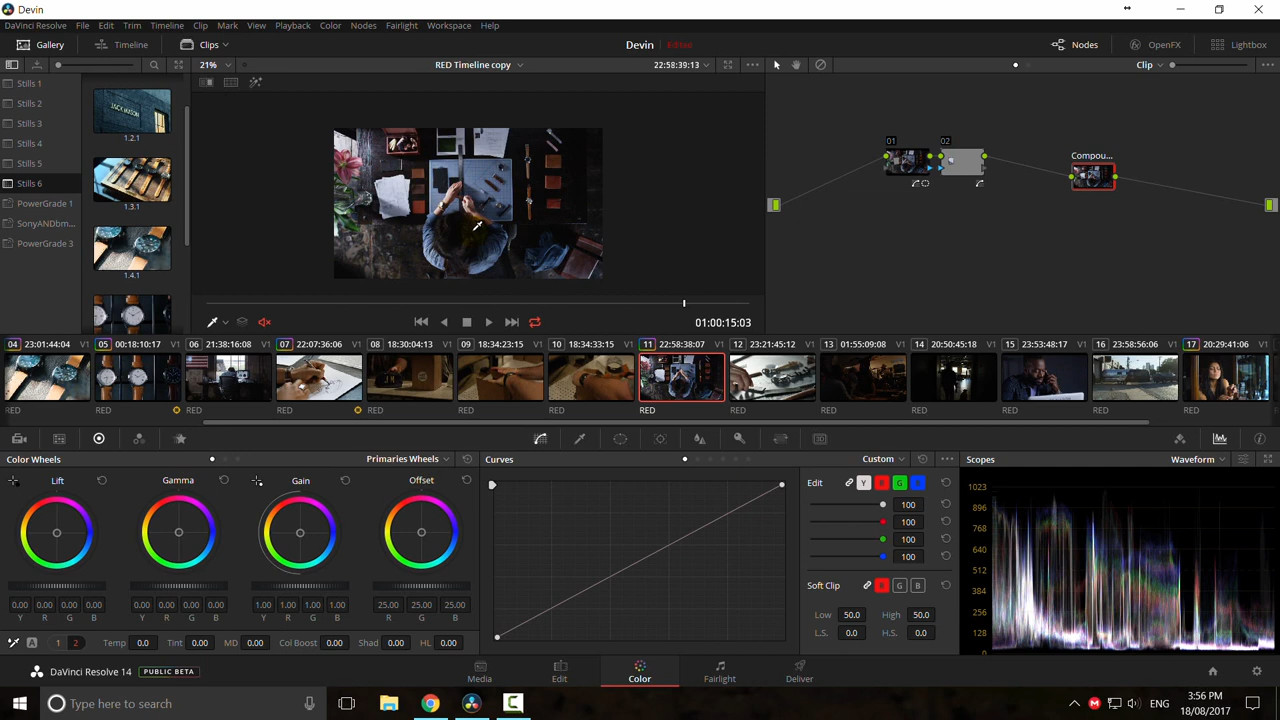 Devin
DaVinci Resolve File Edit Trim Timeline Clip Mark View Playback Color Nodes Fairlight Workspace Help
Gallery Timeline Clips Devin Edited Nodes OpenFX Lightbox
21% RED Timeline copy 22:58:39:13 Clip
Stills 1
Stills 2
Stills 3
Stills 4
Stills 5
Stills 6
PowerGrade 1
SonyANDbm...
PowerGrade 3
1.2.1
1.3.1
1.4.1
01 02
Compou...
01:00:15:03
04 23:01:44:04 V1 05 00:18:10:17 V1 06 21:38:16:08 V1 07 22:07:36:06 V1 08 18:30:04:13 V1 09 18:34:23:15 V1 10 18:34:33:15 V1 11 22:58:38:07 V1 12 23:21:45:12 V1 13 01:55:09:08 V1 14 20:50:45:18 V1 15 23:53:48:17 V1 16 23:58:56:06 V1 17 20:29:41:06 V1
RED RED RED RED RED RED RED RED RED RED RED RED RED RED
Color Wheels Primaries Wheels Curves Custom Scopes Waveform
Lift Gamma Gain Offset
0.00 0.00 0.00 0.00 0.00 0.00 0.00 0.00 1.00 1.00 1.00 1.00 25.00 25.00 25.00
Y R G B Y R G B Y R G B R G B
A 1 2 Temp 0.0 Tint 0.00 MD 0.00 Col Boost 0.00 Shad 0.00 HL 0.00
Edit Y R G B
100
100
100
100
Soft Clip R G B
Low 50.0 High 50.0
L.S. 0.0 H.S. 0.0
1023
896
768
640
512
384
256
128
0
DaVinci Resolve 14 PUBLIC BETA
Media Edit Color Fairlight Deliver
Type here to search
ENG 3:56 PM
18/08/2017